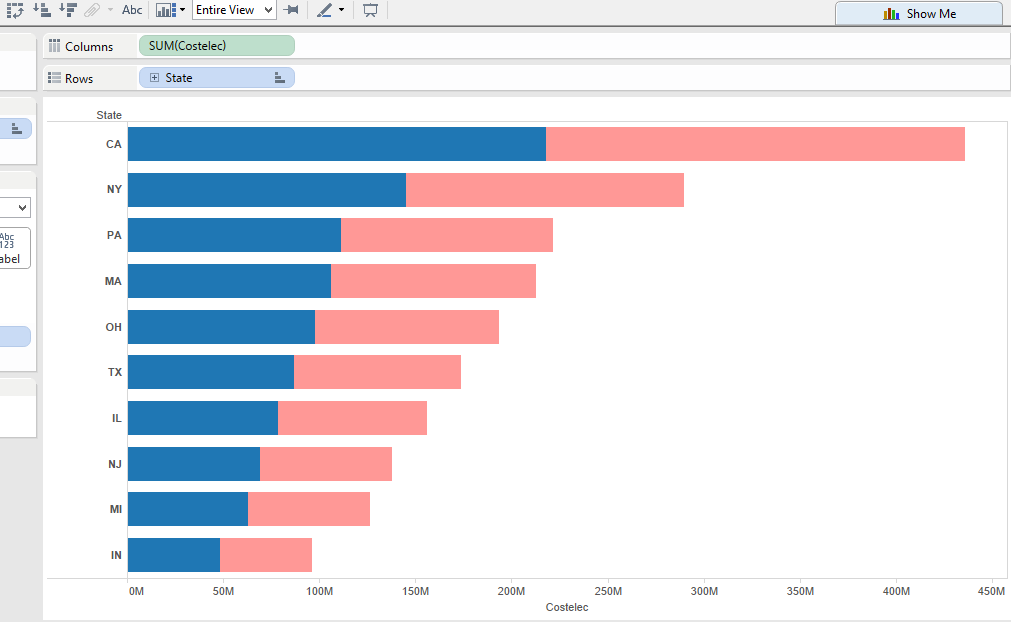 Abc Entire View Show Me
Columns SUM(Costelec)
Rows State
Abc
123
abel
State
CA
NY
PA
MA
OH
TX
IL
NJ
MI
IN
0M 50M 100M 150M 200M 250M 300M 350M 400M 450M
Costelec